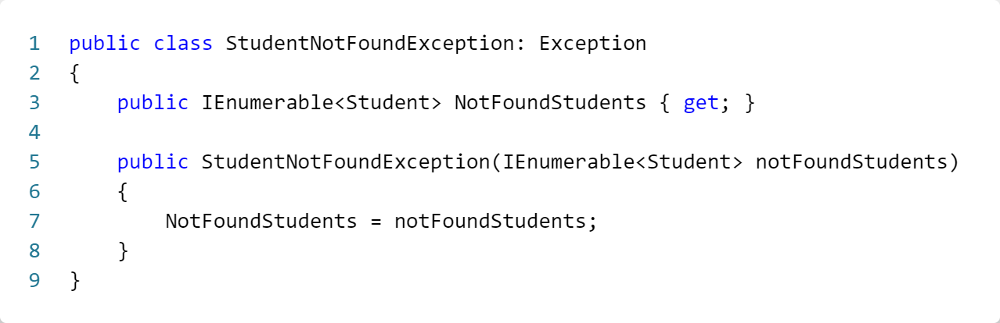 1 public class StudentNotFoundException: Exception
2 {
3     public IEnumerable<Student> NotFoundStudents { get; }
4
5     public StudentNotFoundException(IEnumerable<Student> notFoundStudents)
6     {
7         NotFoundStudents = notFoundStudents;
8     }
9 }